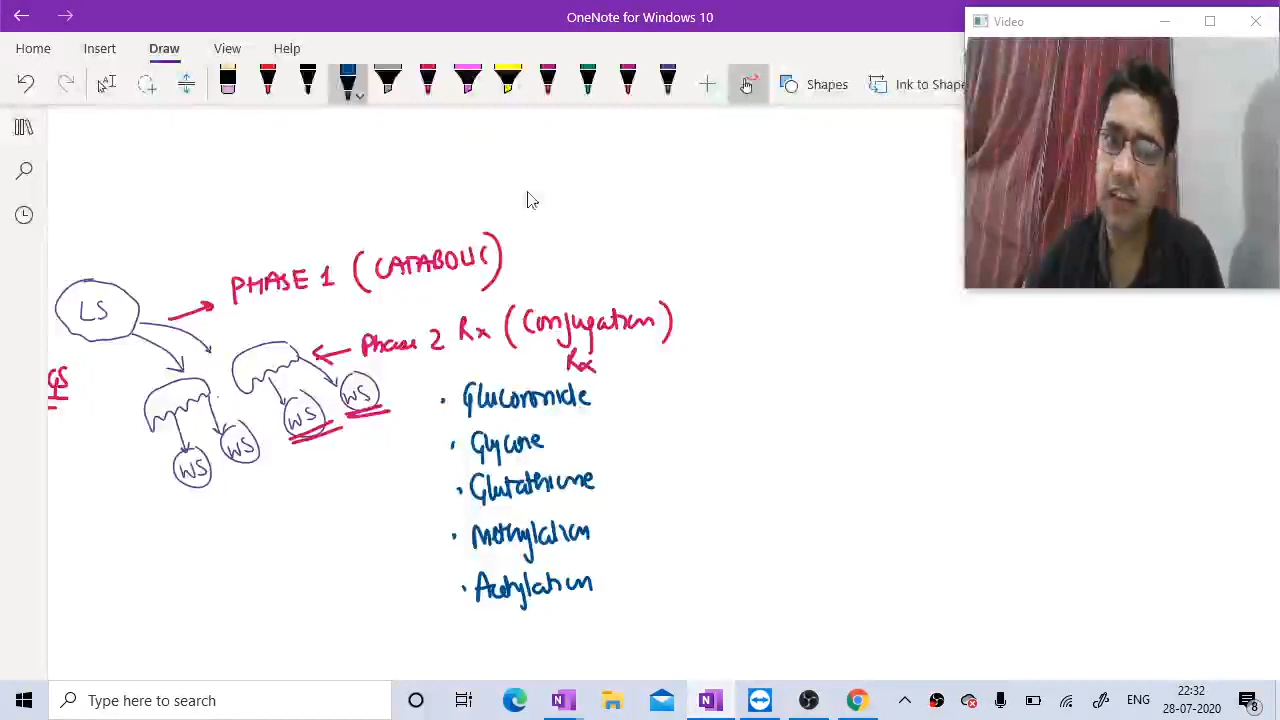 OneNote for Windows 10
Video
Home Insert Draw View Help
Shapes
Ink to Shape
PHASE 1 (CATABOLIC)
LS
Phase 2 Rx (Conjugation)
Rx
GS
WS
WS
WS
WS
• Glucoronide
• Glycine
• Glutathione
• Methylation
• Acetylation
Type here to search
ENG
22:32
28-07-2020
8